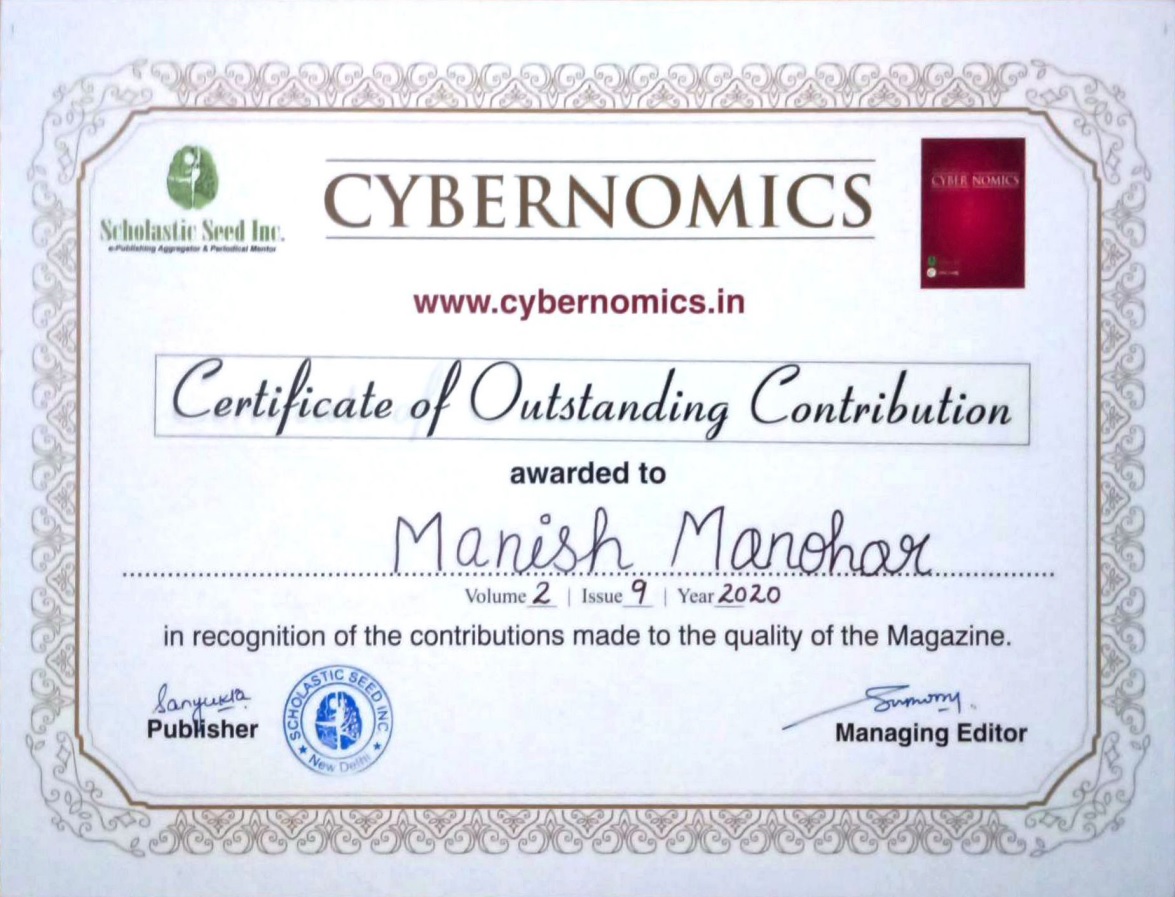 Scholastic Seed Inc.
e-Publishing Aggregator & Periodical Mentor
CYBERNOMICS
CYBER NOMICS
www.cybernomics.in
Certificate of Outstanding Contribution
awarded to
Manish Manohar
Volume 2 | Issue 9 | Year 2020
in recognition of the contributions made to the quality of the Magazine.
Sanyukta
Publisher
SCHOLASTIC SEED INC
New Delhi
Managing Editor